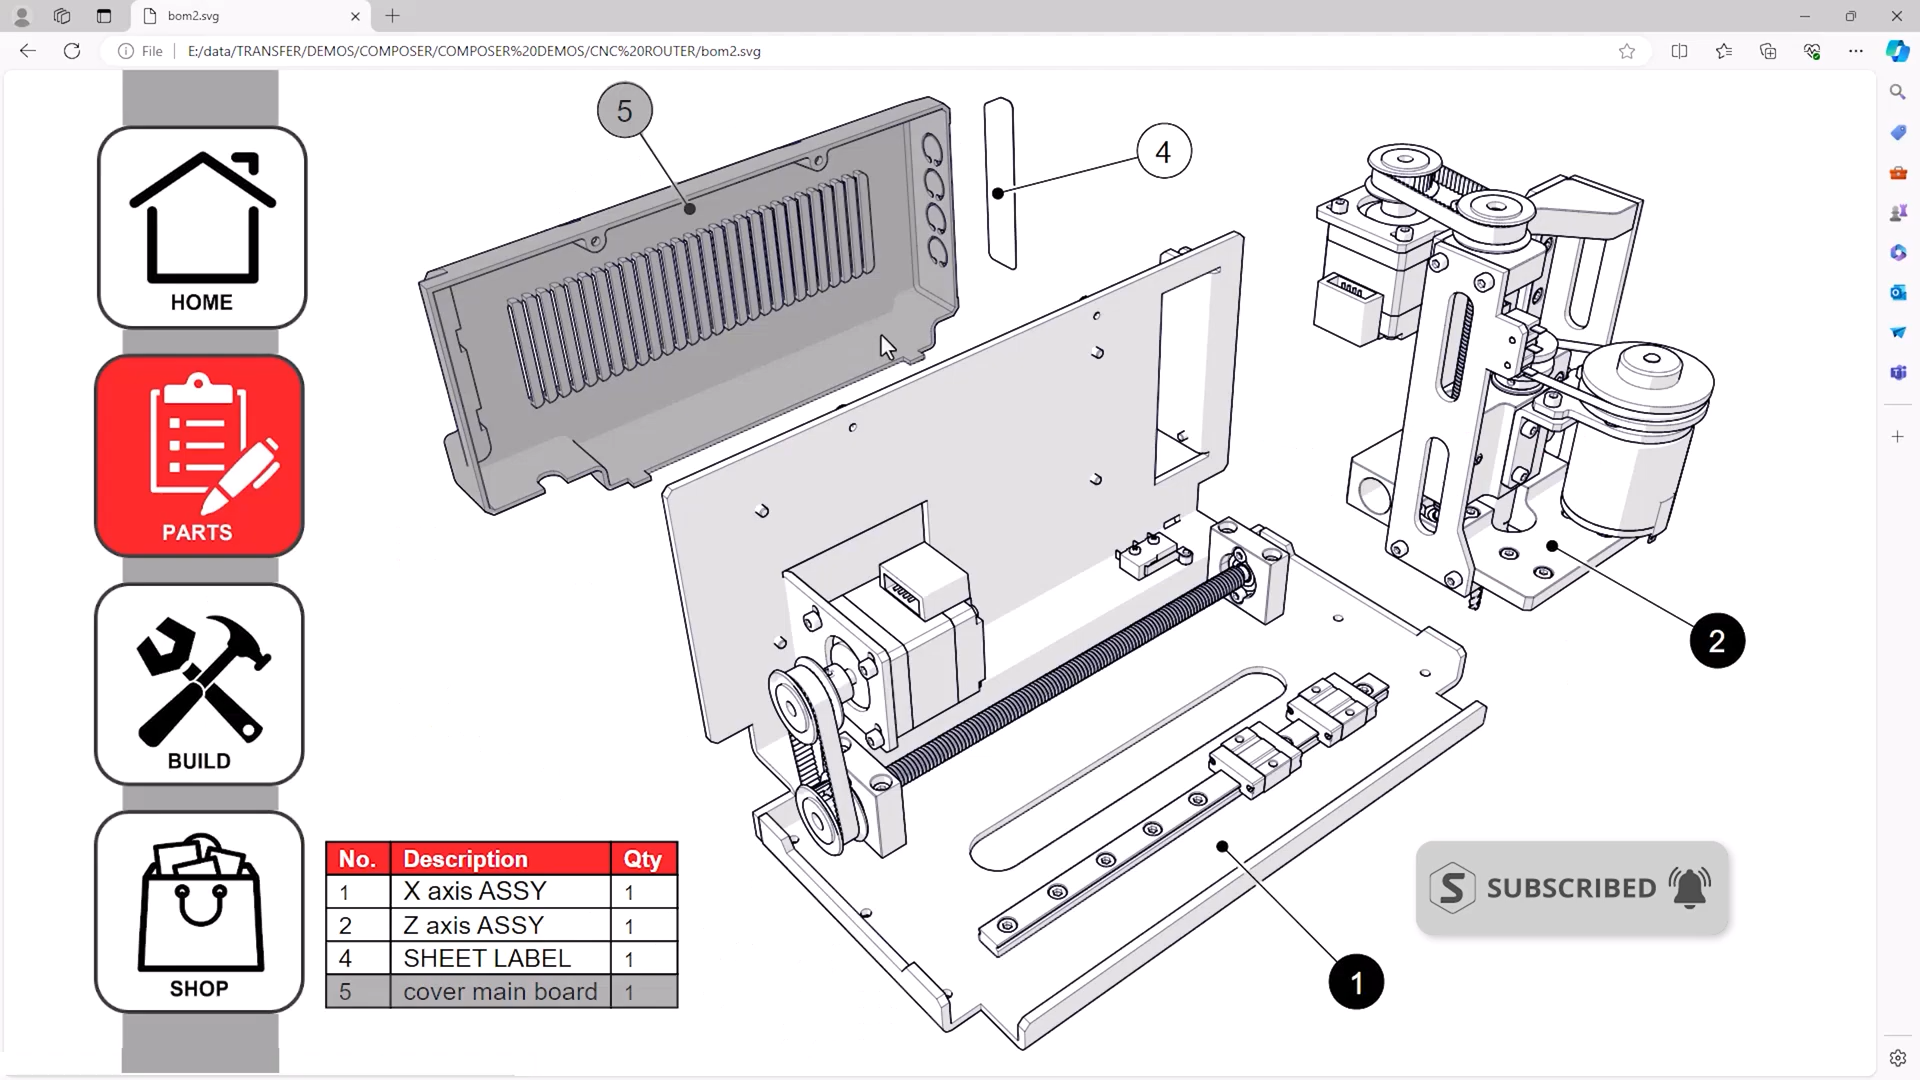 bom2.svg
File E:/data/TRANSFER/DEMOS/COMPOSER/COMPOSER%20DEMOS/CNC%20ROUTER/bom2.svg
5
4
HOME
PARTS
2
BUILD
No. Description Qty
1 X axis ASSY 1
2 Z axis ASSY 1
4 SHEET LABEL 1
5 cover main board 1
S SUBSCRIBED
1
SHOP